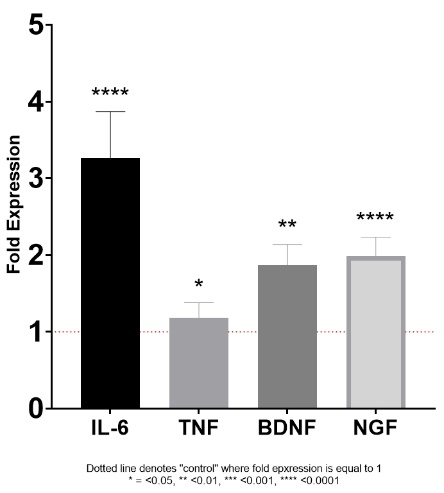 5
4
3
2
1
0
Fold Expression
****
*
**
****
IL-6 TNF BDNF NGF
Dotted line denotes "control" where fold epxression is equal to 1
* = <0.05, ** <0.01, *** <0.001, **** <0.0001